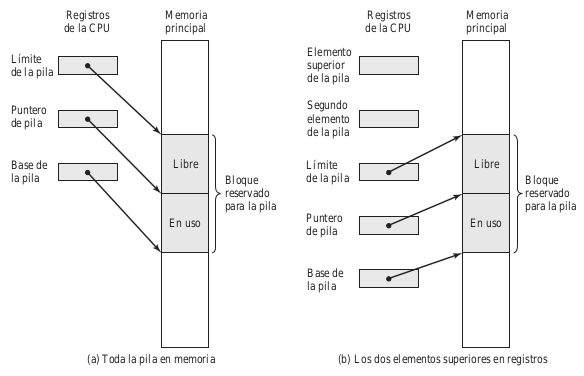 Registros
de la CPU
Memoria
principal
Límite
de la pila
Puntero
de pila
Base de
la pila
Libre
En uso
Bloque
reservado
para la pila
(a) Toda la pila en memoria
Registros
de la CPU
Memoria
principal
Elemento
superior
de la pila
Segundo
elemento
de la pila
Límite
de la pila
Puntero
de pila
Base de
la pila
Libre
En uso
Bloque
reservado
para la pila
(b) Los dos elementos superiores en registros